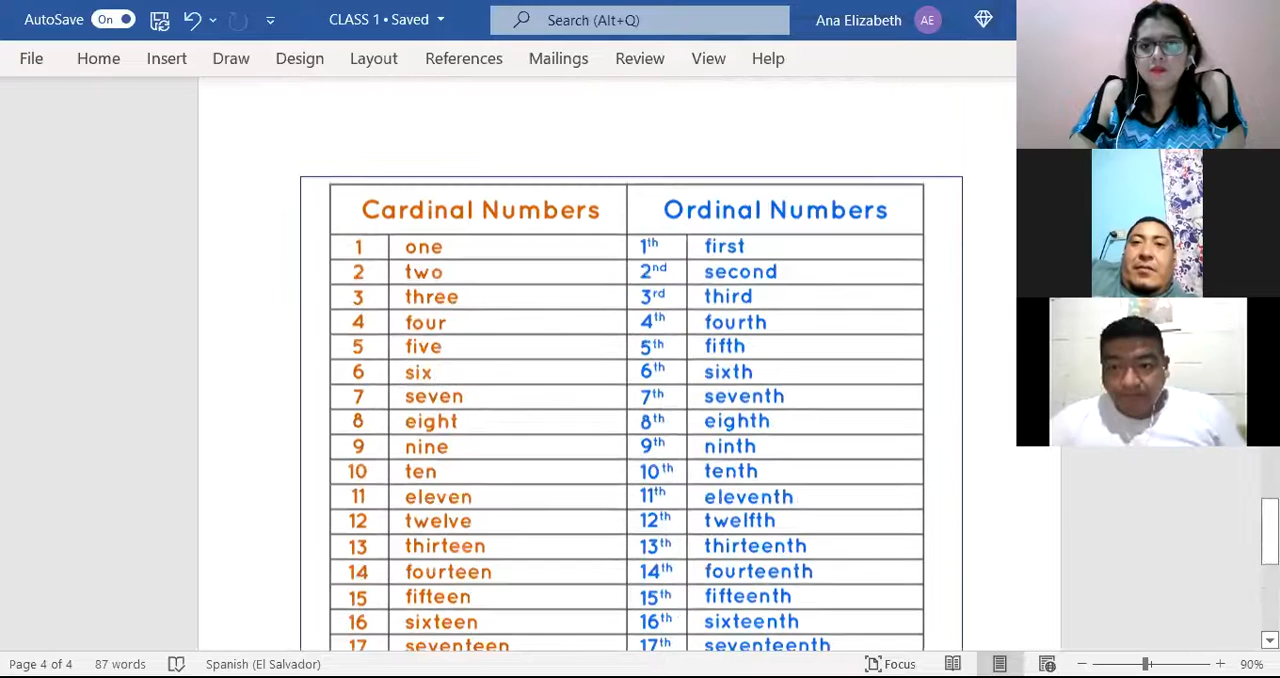 AutoSave On CLASS 1 • Saved Search (Alt+Q) Ana Elizabeth AE
File Home Insert Draw Design Layout References Mailings Review View Help
Cardinal Numbers Ordinal Numbers
1 one 1th first
2 two 2nd second
3 three 3rd third
4 four 4th fourth
5 five 5th fifth
6 six 6th sixth
7 seven 7th seventh
8 eight 8th eighth
9 nine 9th ninth
10 ten 10th tenth
11 eleven 11th eleventh
12 twelve 12th twelfth
13 thirteen 13th thirteenth
14 fourteen 14th fourteenth
15 fifteen 15th fifteenth
16 sixteen 16th sixteenth
17 seventeen 17th seventeenth
Page 4 of 4 87 words Spanish (El Salvador) Focus 90%